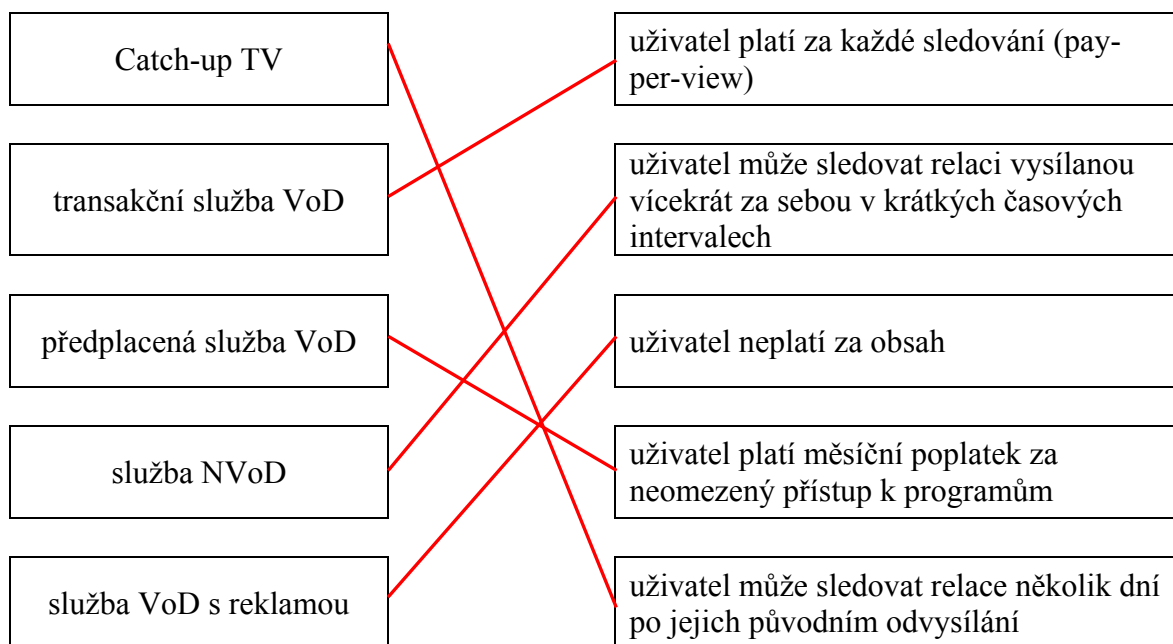 Catch-up TV
uživatel platí za každé sledování (pay-
per-view)
transakční služba VoD
uživatel může sledovat relaci vysílanou
vícekrát za sebou v krátkých časových
intervalech
předplacená služba VoD
uživatel neplatí za obsah
služba NVoD
uživatel platí měsíční poplatek za
neomezený přístup k programům
služba VoD s reklamou
uživatel může sledovat relace několik dní
po jejich původním odvysílání